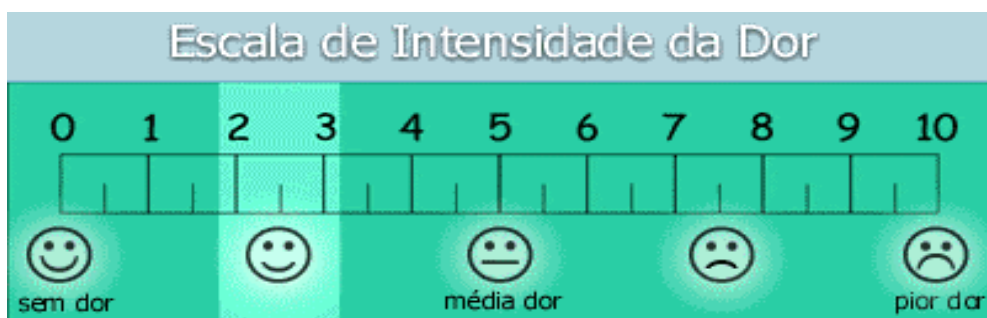 Escala de Intensidade da Dor
0 1 2 3 4 5 6 7 8 9 10
sem dor média dor pior dor